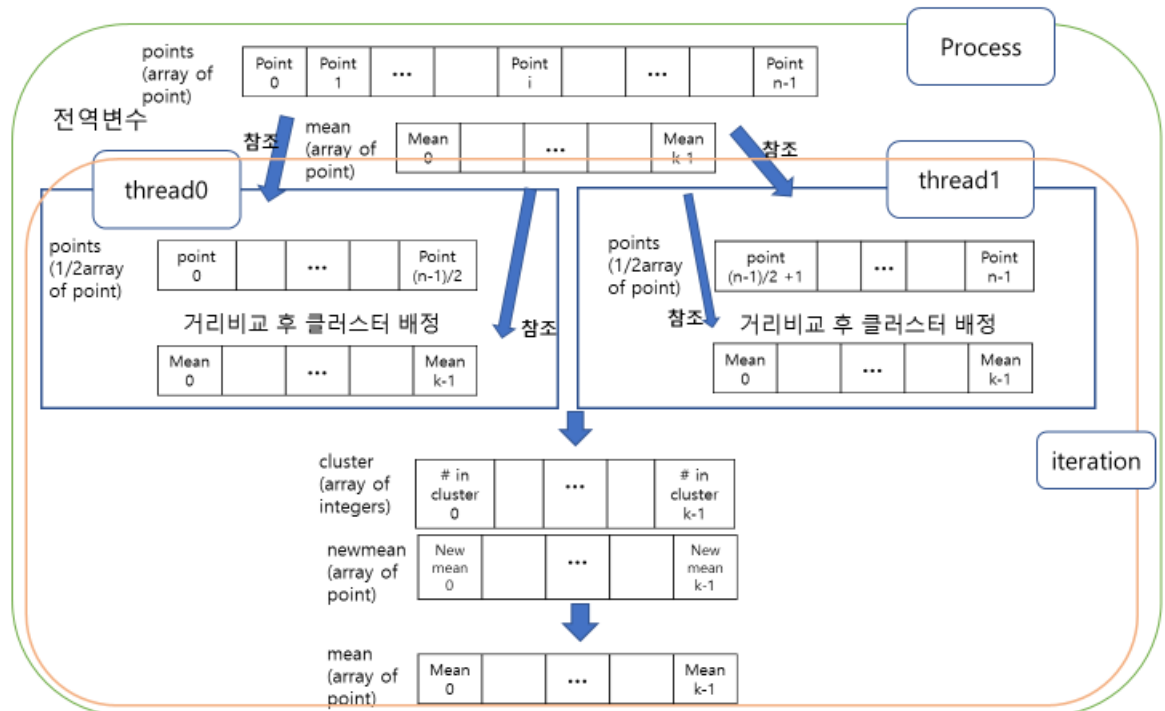 Process
points
(array of
point)
Point
0
Point
1
...
Point
i
...
Point
n-1
전역변수
참조
mean
(array of
point)
Mean
0
...
Mean
k-1
참조
thread0
thread1
points
(1/2array
of point)
point
0
...
Point
(n-1)/2
거리비교 후 클러스터 배정
참조
Mean
0
...
Mean
k-1
points
(1/2array
of point)
point
(n-1)/2 +1
...
Point
n-1
참조
거리비교 후 클러스터 배정
Mean
0
...
Mean
k-1
iteration
cluster
(array of
integers)
# in
cluster
0
...
# in
cluster
k-1
newmean
(array of
point)
New
mean
0
...
New
mean
k-1
mean
(array of
point)
Mean
0
...
Mean
k-1